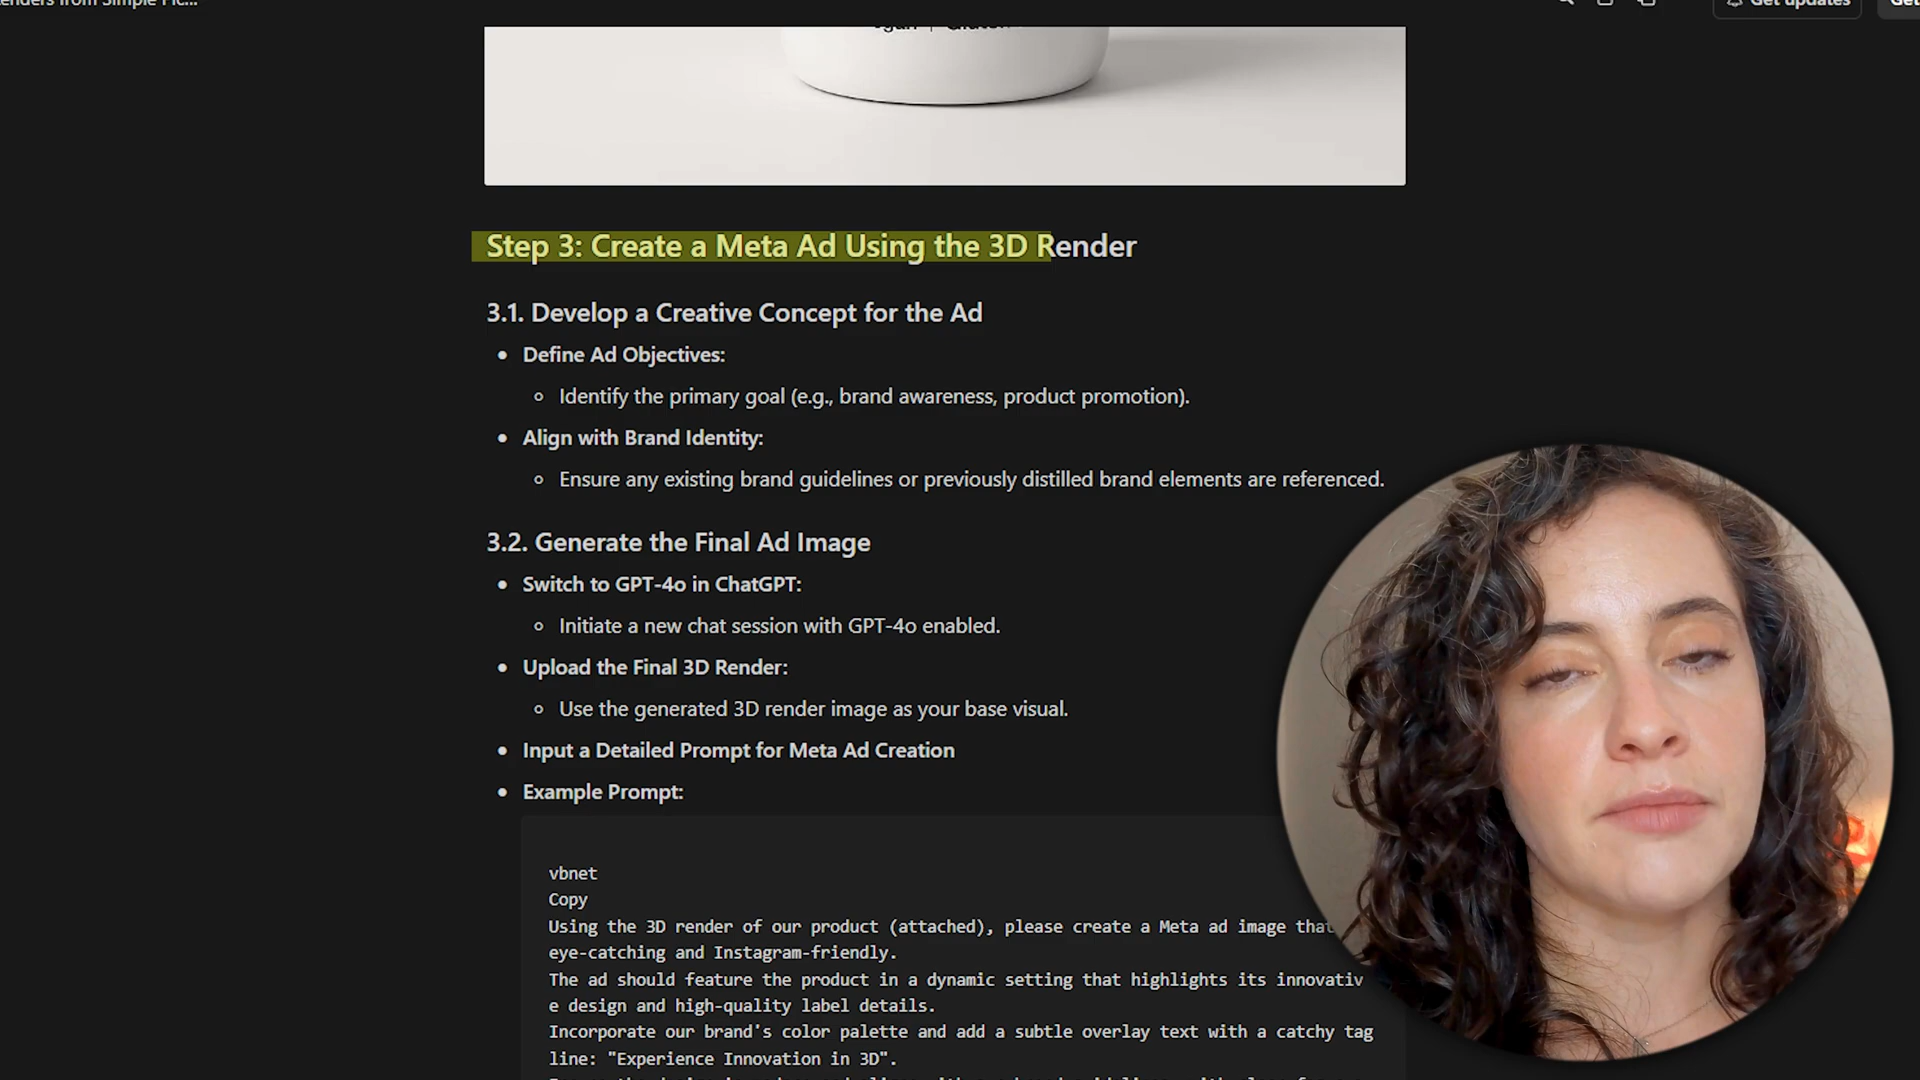 enders from Simple Pic...
Get updates
Get
Step 3: Create a Meta Ad Using the 3D Render
3.1. Develop a Creative Concept for the Ad
Define Ad Objectives:
Identify the primary goal (e.g., brand awareness, product promotion).
Align with Brand Identity:
Ensure any existing brand guidelines or previously distilled brand elements are referenced.
3.2. Generate the Final Ad Image
Switch to GPT-4o in ChatGPT:
Initiate a new chat session with GPT-4o enabled.
Upload the Final 3D Render:
Use the generated 3D render image as your base visual.
Input a Detailed Prompt for Meta Ad Creation
Example Prompt:
vbnet
Copy
Using the 3D render of our product (attached), please create a Meta ad image that
eye-catching and Instagram-friendly.
The ad should feature the product in a dynamic setting that highlights its innovativ
e design and high-quality label details.
Incorporate our brand's color palette and add a subtle overlay text with a catchy tag
line: "Experience Innovation in 3D".